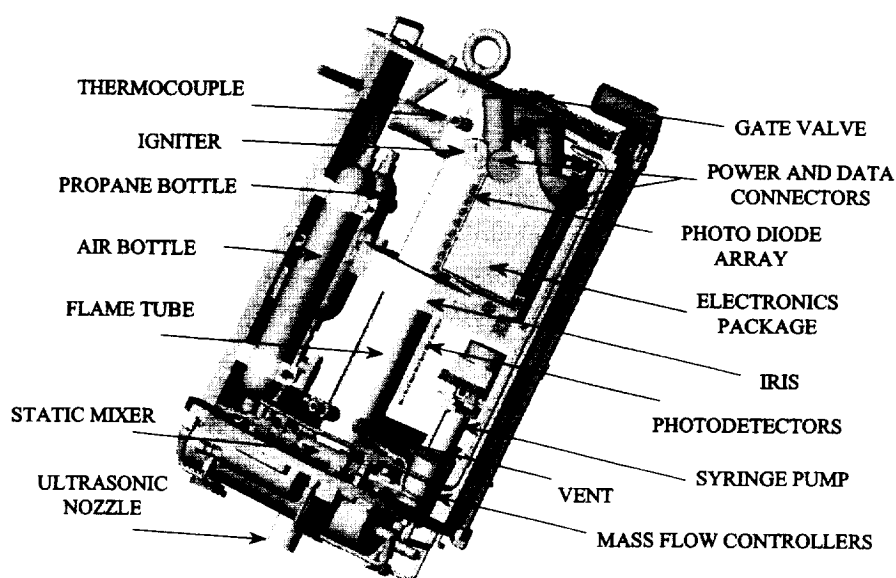 THERMOCOUPLE
IGNITER
PROPANE BOTTLE
AIR BOTTLE
FLAME TUBE
STATIC MIXER
ULTRASONIC
NOZZLE
GATE VALVE
POWER AND DATA
CONNECTORS
PHOTO DIODE
ARRAY
ELECTRONICS
PACKAGE
IRIS
PHOTODETECTORS
SYRINGE PUMP
VENT
MASS FLOW CONTROLLERS